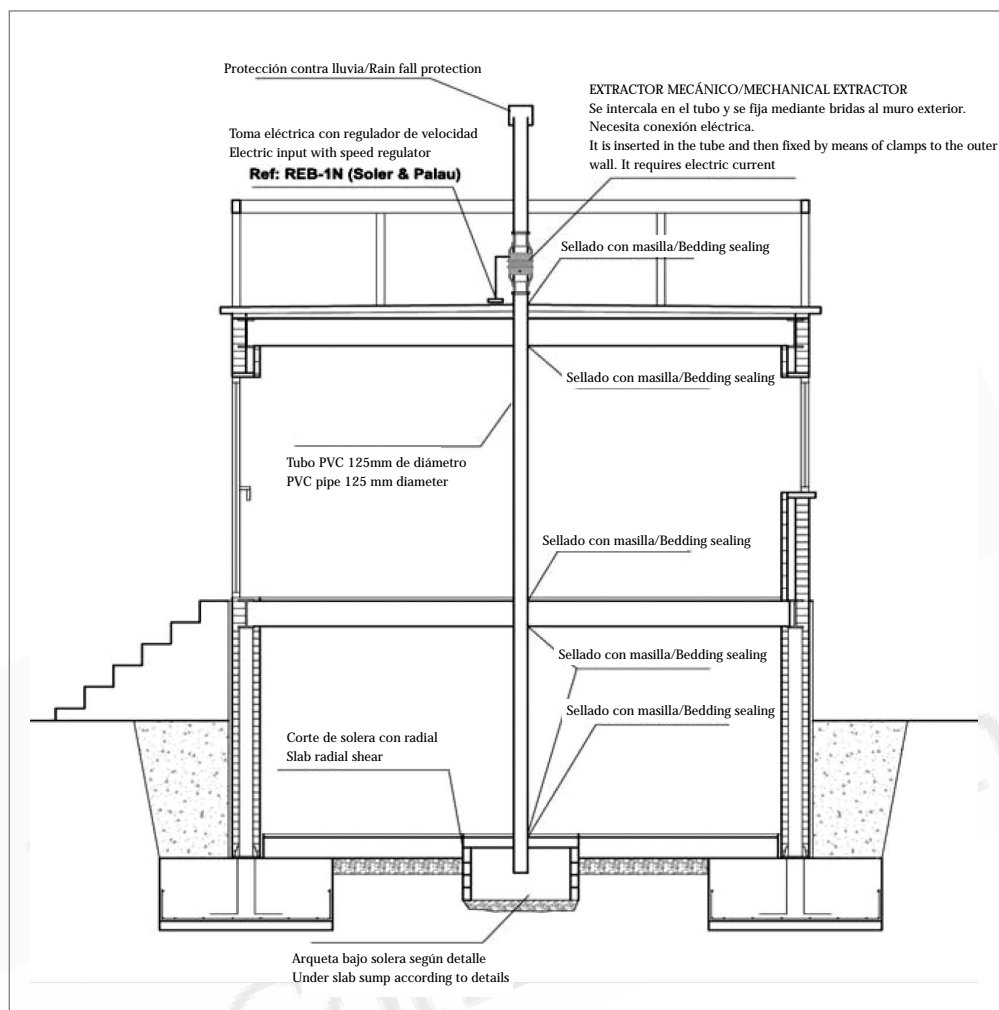 Protección contra lluvia/Rain fall protection
EXTRACTOR MECÁNICO/MECHANICAL EXTRACTOR
Se intercala en el tubo y se fija mediante bridas al muro exterior.
Necesita conexión eléctrica.
It is inserted in the tube and then fixed by means of clamps to the outer
wall. It requires electric current
Toma eléctrica con regulador de velocidad
Electric input with speed regulator
Ref: REB-1N (Soler & Palau)
Sellado con masilla/Bedding sealing
Sellado con masilla/Bedding sealing
Tubo PVC 125mm de diámetro
PVC pipe 125 mm diameter
Sellado con masilla/Bedding sealing
Sellado con masilla/Bedding sealing
Sellado con masilla/Bedding sealing
Corte de solera con radial
Slab radial shear
Arqueta bajo solera según detalle
Under slab sump according to details